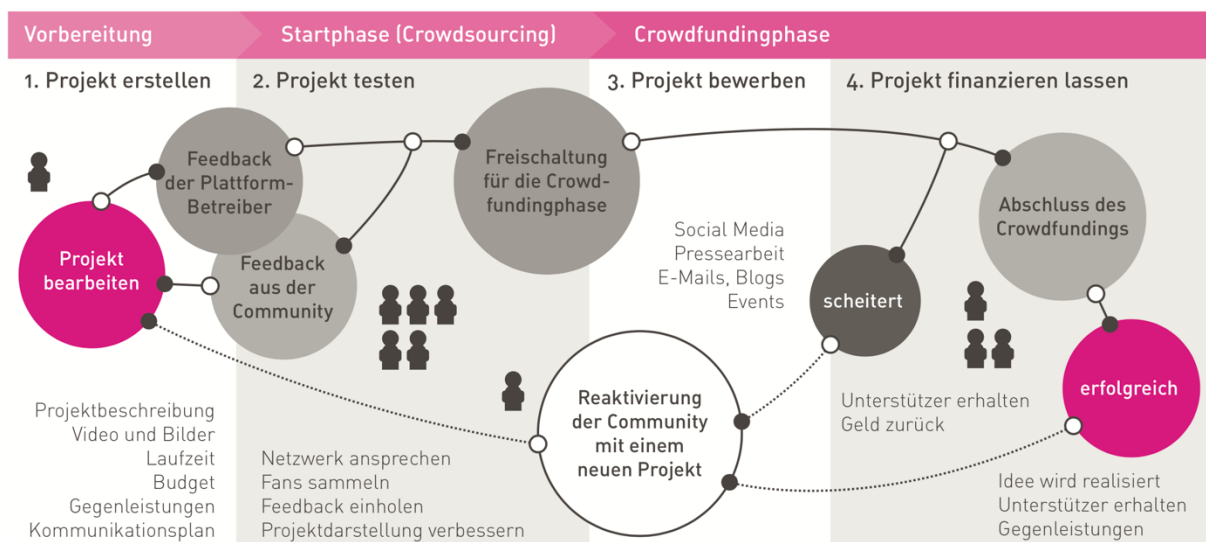 Vorbereitung
Startphase (Crowdsourcing)
Crowdfundingphase
1. Projekt erstellen
2. Projekt testen
3. Projekt bewerben
4. Projekt finanzieren lassen
Feedback
der Plattform-
Betreiber
Freischaltung
für die Crowd-
fundingphase
Abschluss des
Crowdfundings
Projekt
bearbeiten
Feedback
aus der
Community
Social Media
Pressearbeit
E-Mails, Blogs
Events
scheitert
erfolgreich
Reaktivierung
der Community
mit einem
neuen Projekt
Unterstützer erhalten
Geld zurück
Projektbeschreibung
Video und Bilder
Laufzeit
Budget
Gegenleistungen
Kommunikationsplan
Netzwerk ansprechen
Fans sammeln
Feedback einholen
Projektdarstellung verbessern
Idee wird realisiert
Unterstützer erhalten
Gegenleistungen